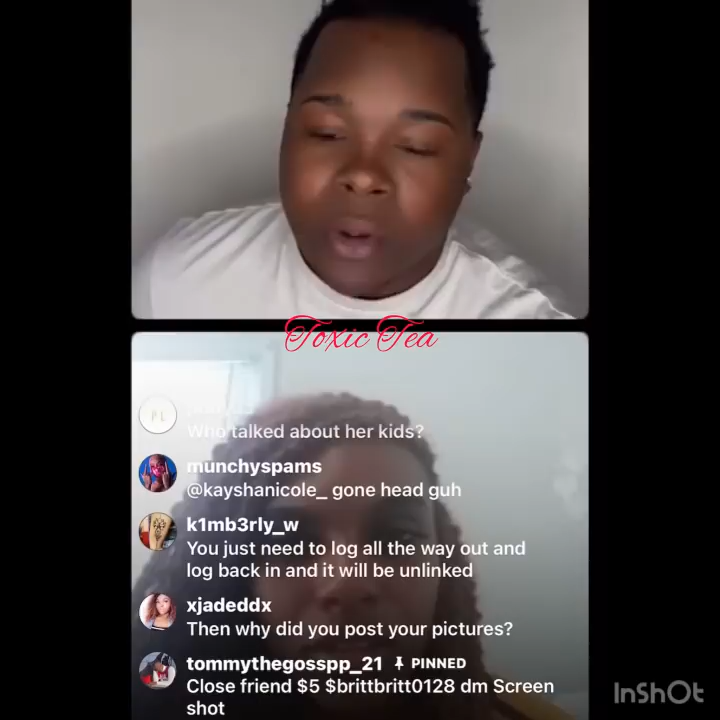 Toxic Tea
PL
Who talked about her kids?
munchyspams
@kayshanicole_ gone head guh
k1mb3rly_w
You just need to log all the way out and
log back in and it will be unlinked
xjadeddx
Then why did you post your pictures?
tommythegosspp_21 PINNED
Close friend $5 $brittbritt0128 dm Screen
shot
InShOt